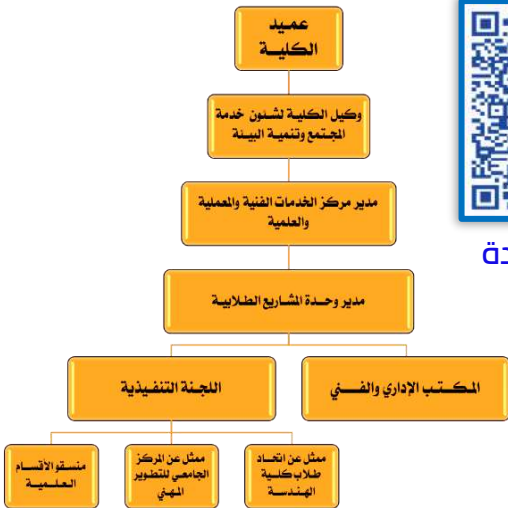 عميد
الكلية
وكيل الكلية لشئون خدمة
المجتمع وتنمية البيئة
مدير مركز الخدمات الفنية والمعملية
والعلمية
دة
مدير وحدة المشاريع الطلابية
المكتب الإداري والفني
اللجنة التنفيذية
ممثل عن اتحاد
طلاب كلية
الهندسة
ممثل عن المركز
الجامعي للتطوير
المهني
منسقو الأقسام
العلمية